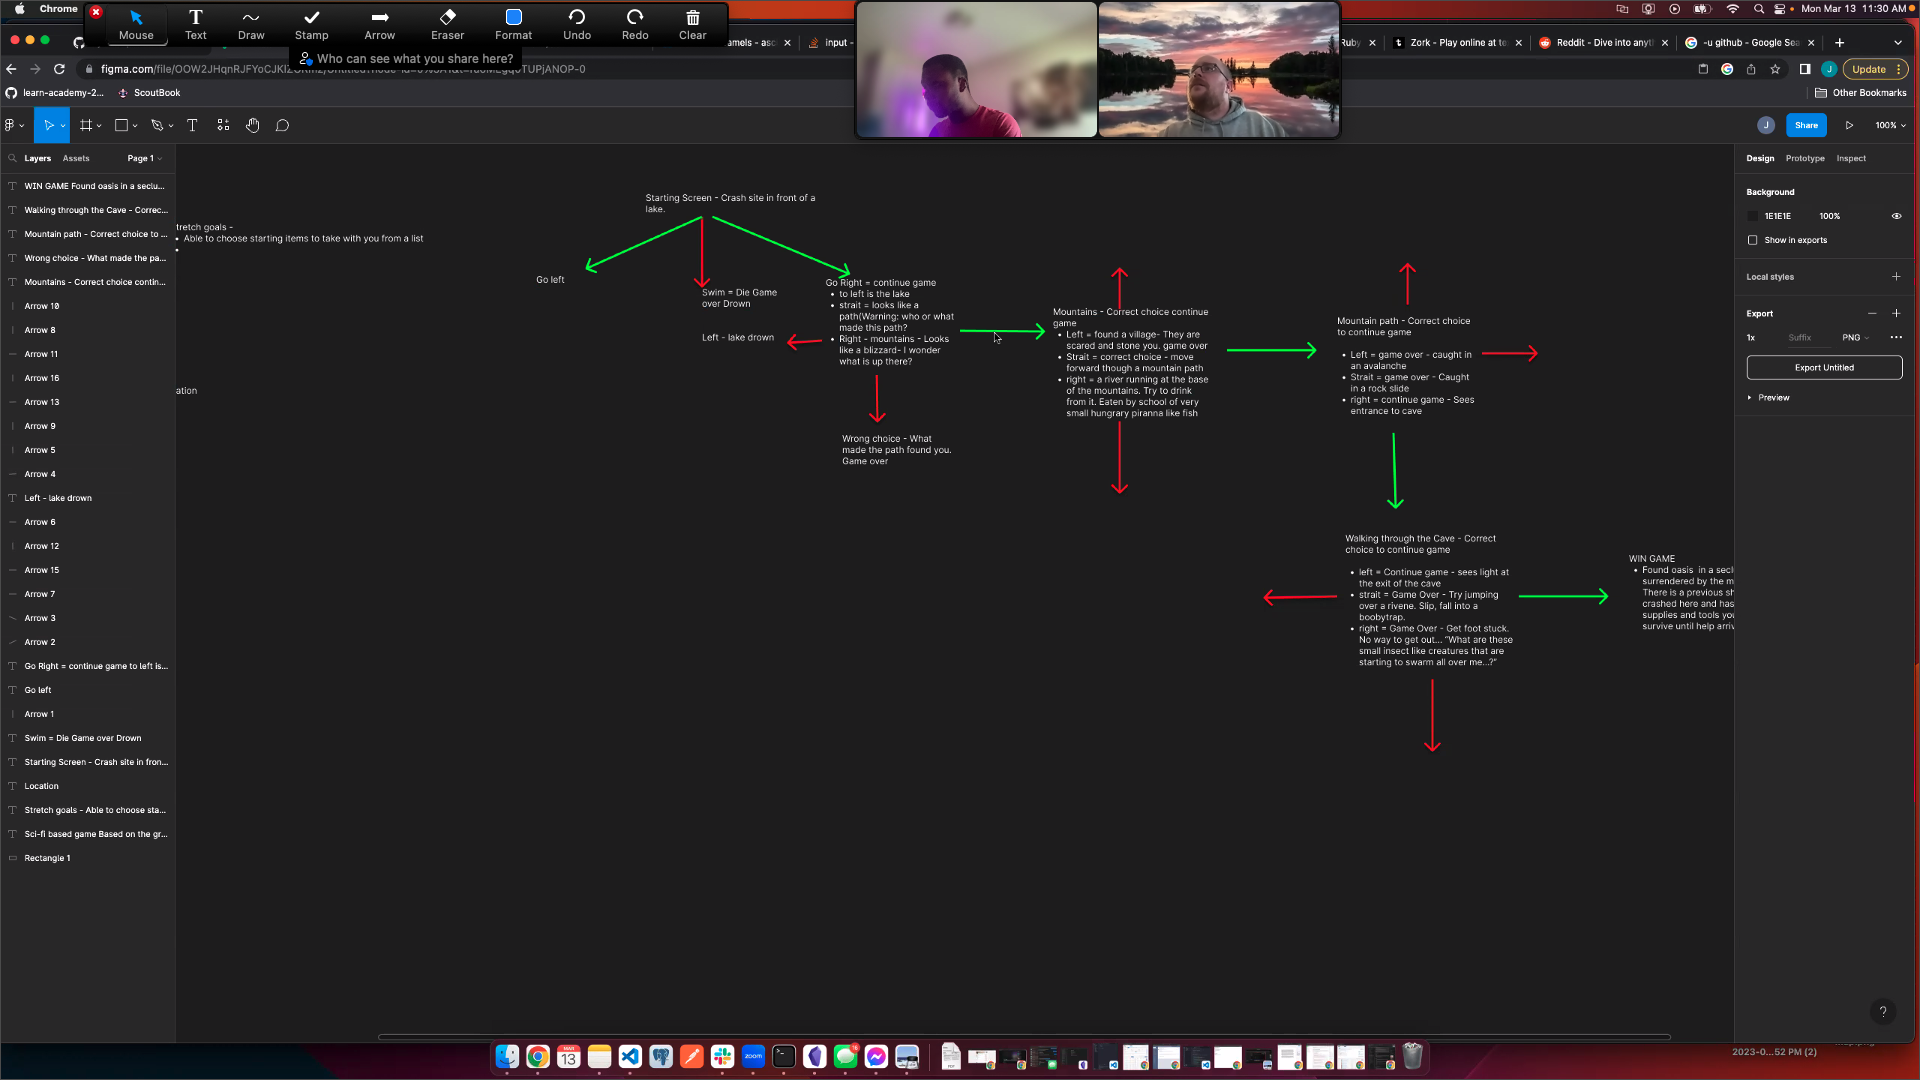 Chrome
Mon Mar 13 11:30 AM
Mouse
Text
Draw
Stamp
Arrow
Eraser
Format
Undo
Redo
Clear
Who can see what you share here?
input -
Zork - Play online at te
Reddit - Dive into anyt
-u github - Google Sea
Update
learn-academy-2...
ScoutBook
Other Bookmarks
Share
100%
Layers
Assets
Page 1
WIN GAME Found oasis in a seclu...
Walking through the Cave - Correc...
Mountain path - Correct choice to ...
Wrong choice - What made the pa...
Mountains - Correct choice contin...
Arrow 10
Arrow 8
Arrow 11
Arrow 16
Arrow 13
Arrow 9
Arrow 5
Arrow 4
Left - lake drown
Arrow 6
Arrow 12
Arrow 15
Arrow 7
Arrow 3
Arrow 2
Go Right = continue game to left is...
Go left
Arrow 1
Swim = Die Game over Drown
Starting Screen - Crash site in fron...
Location
Stretch goals - Able to choose sta...
Sci-fi based game Based on the gr...
Rectangle 1
tretch goals -
• Able to choose starting items to take with you from a list
•
ation
Starting Screen - Crash site in front of a
lake.
Go left
Swim = Die Game
over Drown
Left - lake drown
Go Right = continue game
• to left is the lake
• strait = looks like a
path(Warning: who or what
made this path?
• Right - mountains - Looks
like a blizzard- I wonder
what is up there?
Wrong choice - What
made the path found you.
Game over
Mountains - Correct choice continue
game
• Left = found a village- They are
scared and stone you. game over
• Strait = correct choice - move
forward though a mountain path
• right = a river running at the base
of the mountains. Try to drink
from it. Eaten by school of very
small hungrary piranna like fish
Mountain path - Correct choice
to continue game
• Left = game over - caught in
an avalanche
• Strait = game over - Caught
in a rock slide
• right = continue game - Sees
entrance to cave
Walking through the Cave - Correct
choice to continue game
• left = Continue game - sees light at
the exit of the cave
• strait = Game Over - Try jumping
over a rivene. Slip, fall into a
boobytrap.
• right = Game Over - Get foot stuck.
No way to get out... “What are these
small insect like creatures that are
starting to swarm all over me...?”
WIN GAME
• Found oasis in a secl
surrendered by the m
There is a previous sh
crashed here and has
supplies and tools yo
survive until help arriv
Design
Prototype
Inspect
Background
1E1E1E
100%
Show in exports
Local styles
Export
1x
Suffix
PNG
Export Untitled
Preview
?
MAR
13
zoom
2023-0...52 PM (2)